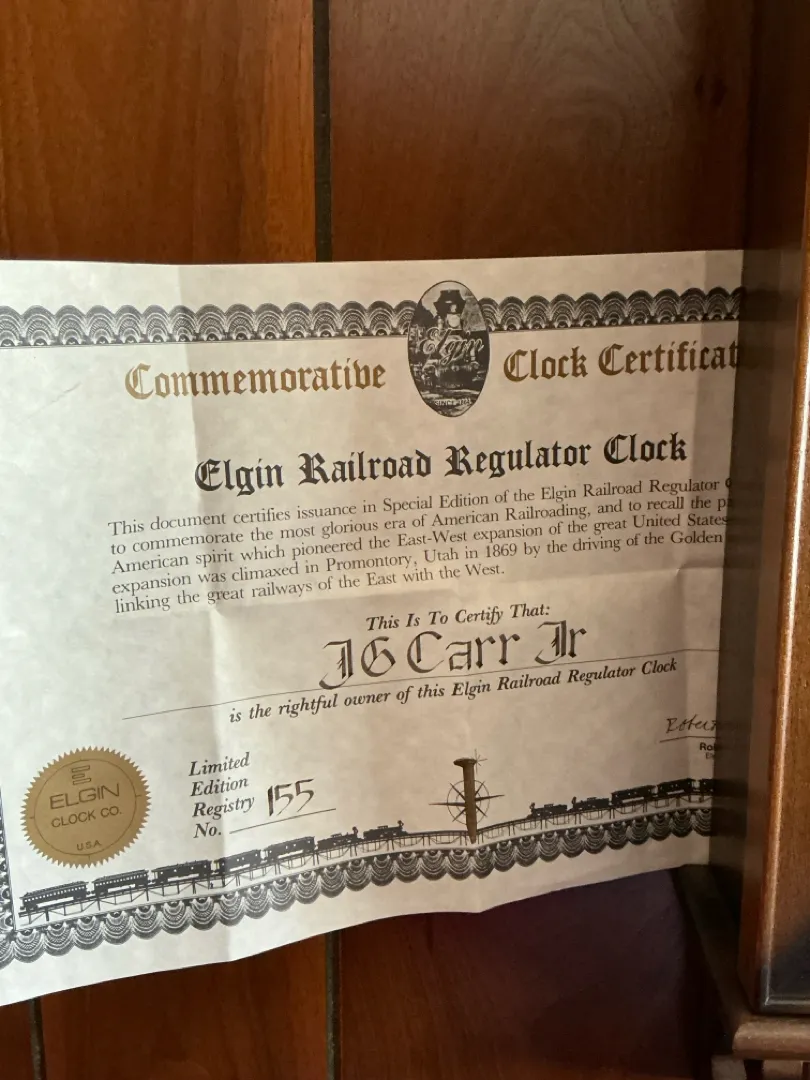 Elgin
SINCE
Commemorative Clock Certificat
Elgin Railroad Regulator Clock
This document certifies issuance in Special Edition of the Elgin Railroad Regulator
to commemorate the most glorious era of American Railroading, and to recall the
American spirit which pioneered the East-West expansion of the great United States
expansion was climaxed in Promontory, Utah in 1869 by the driving of the Golden
linking the great railways of the East with the West.
This Is To Certify That:
JG Carr Jr
is the rightful owner of this Elgin Railroad Regulator Clock
Limited
Edition
Registry
No. 155
ELGIN
CLOCK CO.
U.S.A.